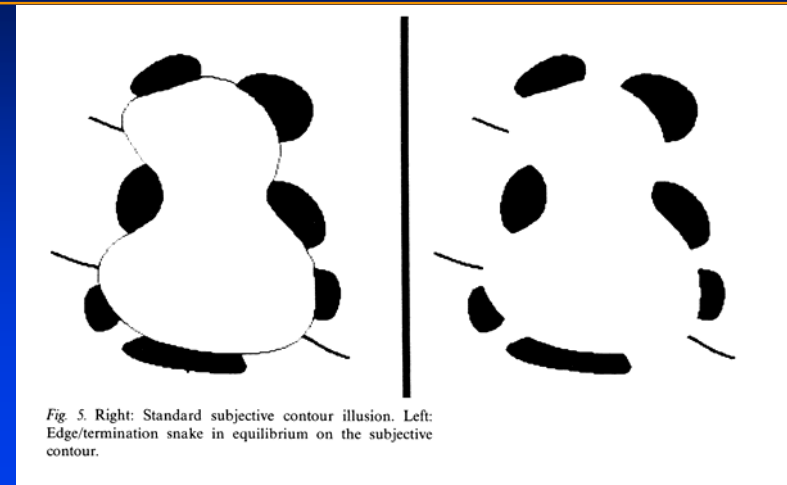 Fig. 5. Right: Standard subjective contour illusion. Left:
Edge/termination snake in equilibrium on the subjective
contour.